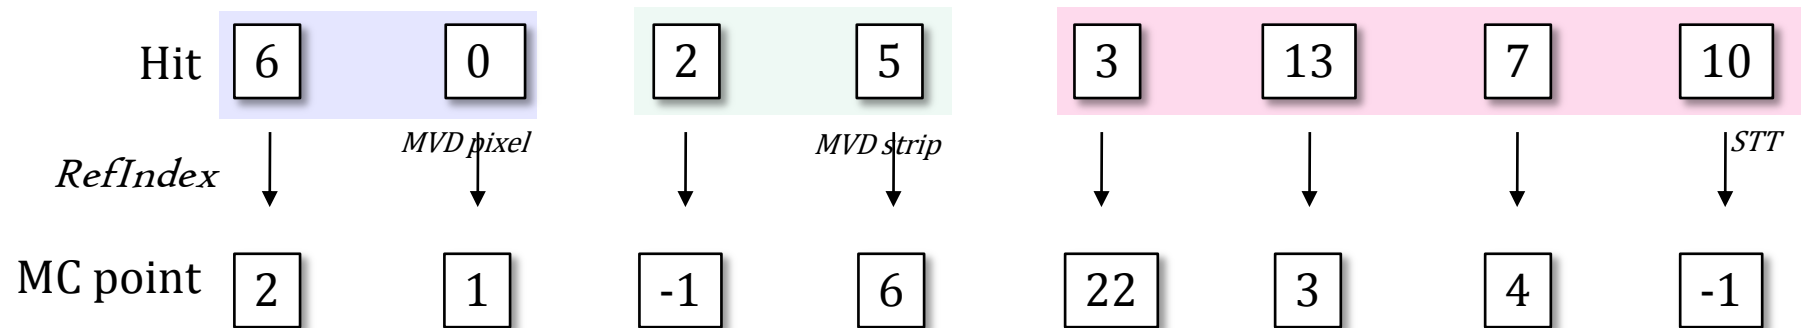 Hit 6 0 2 5 3 13 7 10
MVD pixel MVD strip STT
RefIndex
MC point 2 1 -1 6 22 3 4 -1